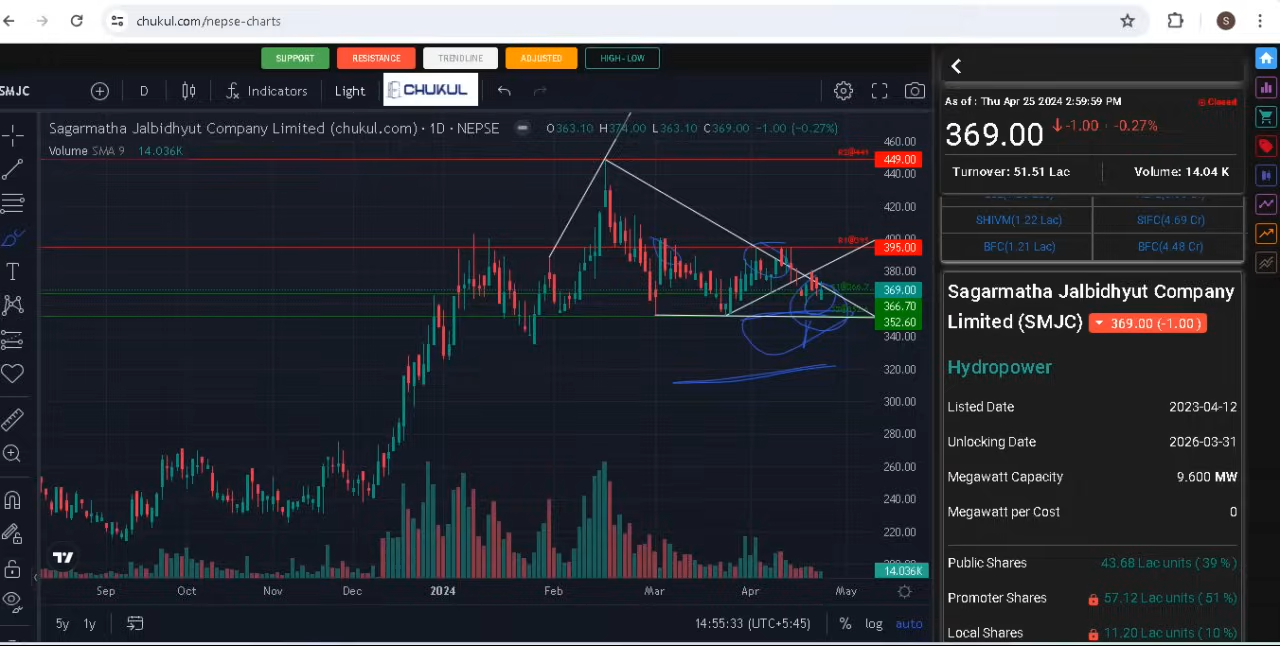 chukul.com/nepse-charts
S
SUPPORT RESISTANCE TRENDLINE ADJUSTED HIGH-LOW
SMJC D Indicators Light CHUKUL
Sagarmatha Jalbidhyut Company Limited (chukul.com) · 1D · NEPSE O363.10 H374.00 L363.10 C369.00 -1.00 (-0.27%)
Volume SMA 9 14.036K
460.00
449.00
440.00
420.00
400.00
395.00
380.00
369.00
366.70
352.60
340.00
320.00
300.00
280.00
260.00
240.00
220.00
14.036K
Sep Oct Nov Dec 2024 Feb Mar Apr May
5y 1y 14:55:33 (UTC+5:45) % log auto
As of : Thu Apr 25 2024 2:59:59 PM Closed
369.00 -1.00 -0.27%
Turnover: 51.51 Lac Volume: 14.04 K
SHIVM(1.22 Lac) SIFC(4.69 Cr)
BFC(1.21 Lac) BFC(4.48 Cr)
Sagarmatha Jalbidhyut Company
Limited (SMJC) 369.00 (-1.00)
Hydropower
Listed Date 2023-04-12
Unlocking Date 2026-03-31
Megawatt Capacity 9.600 MW
Megawatt per Cost 0
Public Shares 43.68 Lac units ( 39 % )
Promoter Shares 57.12 Lac units ( 51 % )
Local Shares 11.20 Lac units ( 10 % )